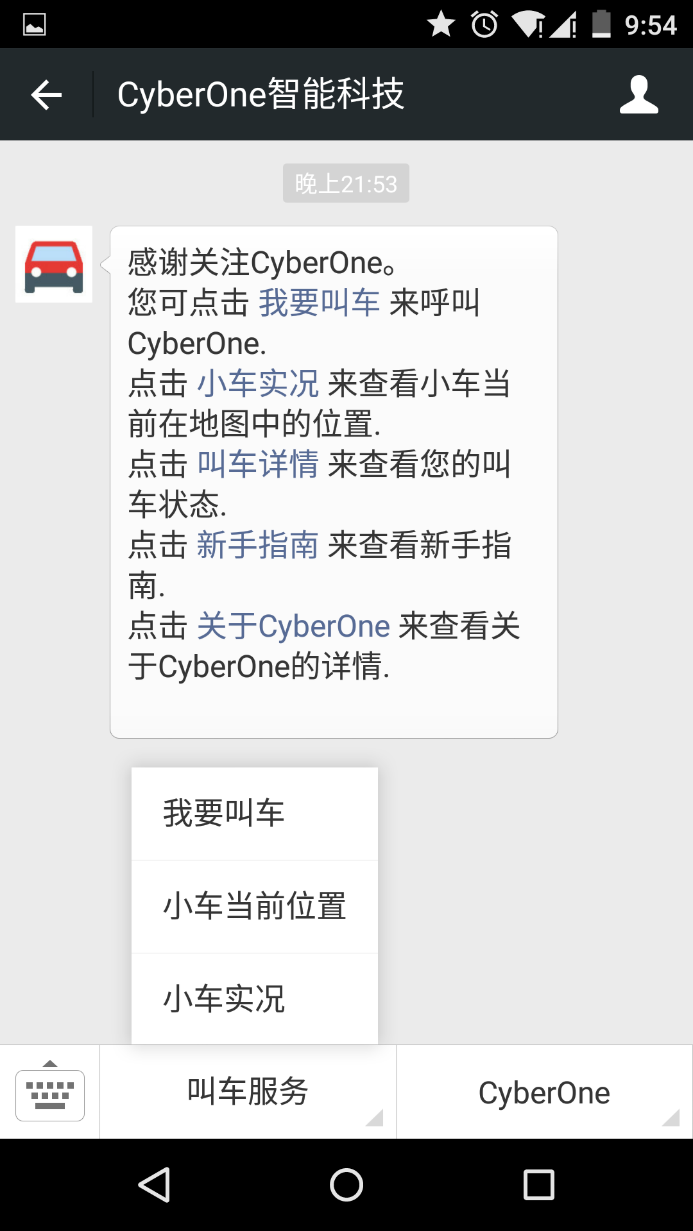 9:54
CyberOne智能科技
晚上21:53
感谢关注CyberOne。
您可点击 我要叫车 来呼叫
CyberOne.
点击 小车实况 来查看小车当
前在地图中的位置.
点击 叫车详情 来查看您的叫
车状态.
点击 新手指南 来查看新手指
南.
点击 关于CyberOne 来查看关
于CyberOne的详情.
我要叫车
小车当前位置
小车实况
叫车服务
CyberOne